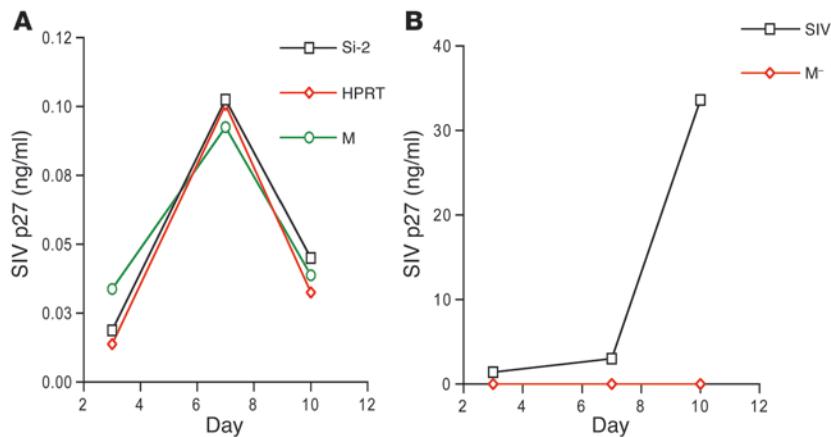 A
SIV p27 (ng/ml)
0.12
0.10
0.08
0.05
0.03
0.00
2 4 6 8 10 12
Day
Si-2
HPRT
M
B
SIV p27 (ng/ml)
40
30
20
10
0
2 4 6 8 10 12
Day
SIV
M⁻